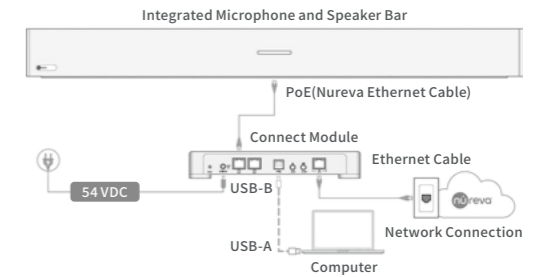 Integrated Microphone and Speaker Bar
PoE(Nureva Ethernet Cable)
Connect Module
Ethernet Cable
54 VDC
USB-B
nureva
Network Connection
USB-A
Computer